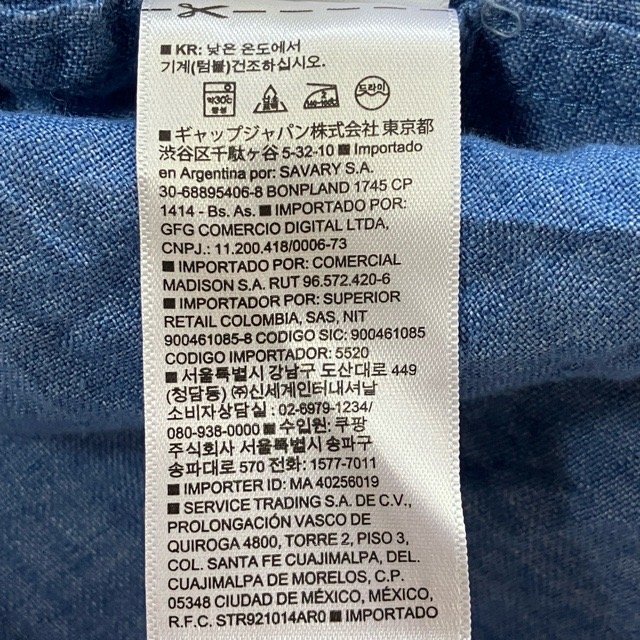 ■ KR: 낮은 온도에서
기계(텀블)건조하십시오.
약30℃
중성
드라이
■ ギャップジャパン株式会社 東京都
渋谷区千駄ヶ谷 5-32-10 ■ Importado
en Argentina por: SAVARY S.A.
30-68895406-8 BONPLAND 1745 CP
1414 - Bs. As. ■ IMPORTADO POR:
GFG COMERCIO DIGITAL LTDA,
CNPJ.: 11.200.418/0006-73
■ IMPORTADO POR: COMERCIAL
MADISON S.A. RUT 96.572.420-6
■ IMPORTADOR POR: SUPERIOR
RETAIL COLOMBIA, SAS, NIT
900461085-8 CODIGO SIC: 900461085
CODIGO IMPORTADOR: 5520
■ 서울특별시 강남구 도산대로 449
(청담동) ㈜신세계인터내셔날
소비자상담실 : 02-6979-1234/
080-938-0000 ■ 수입원: 쿠팡
주식회사 서울특별시 송파구
송파대로 570 전화: 1577-7011
■ IMPORTER ID: MA 40256019
■ SERVICE TRADING S.A. DE C.V.,
PROLONGACIÓN VASCO DE
QUIROGA 4800, TORRE 2, PISO 3,
COL. SANTA FE CUAJIMALPA, DEL.
CUAJIMALPA DE MORELOS, C.P.
05348 CIUDAD DE MÉXICO, MÉXICO,
R.F.C. STR921014AR0 ■ IMPORTADO